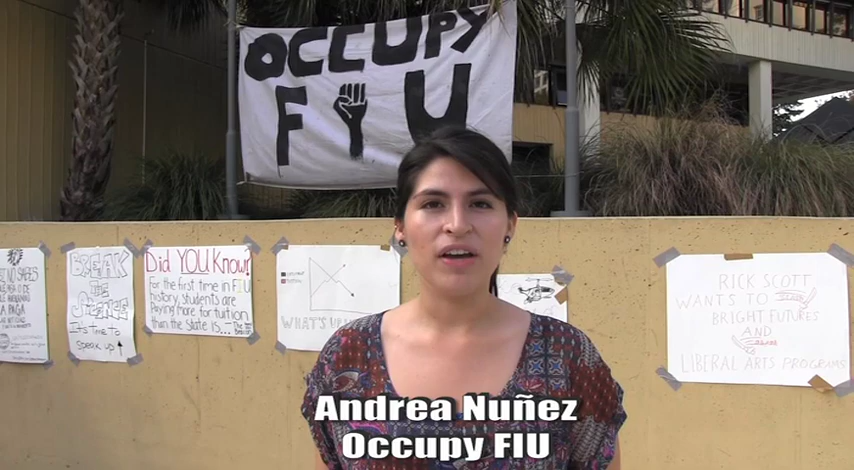 OCCUPY
FIU
BREAK
THE
SILENCE
It's time to
speak up
Did YOU Know?
For the first time in FIU
history, students are
Paying more for tuition
than the State is...
WHAT'S
RICK SCOTT
WANTS TO
BRIGHT FUTURES
AND
LIBERAL ARTS PROGRAMS
Andrea Nuñez
Occupy FIU